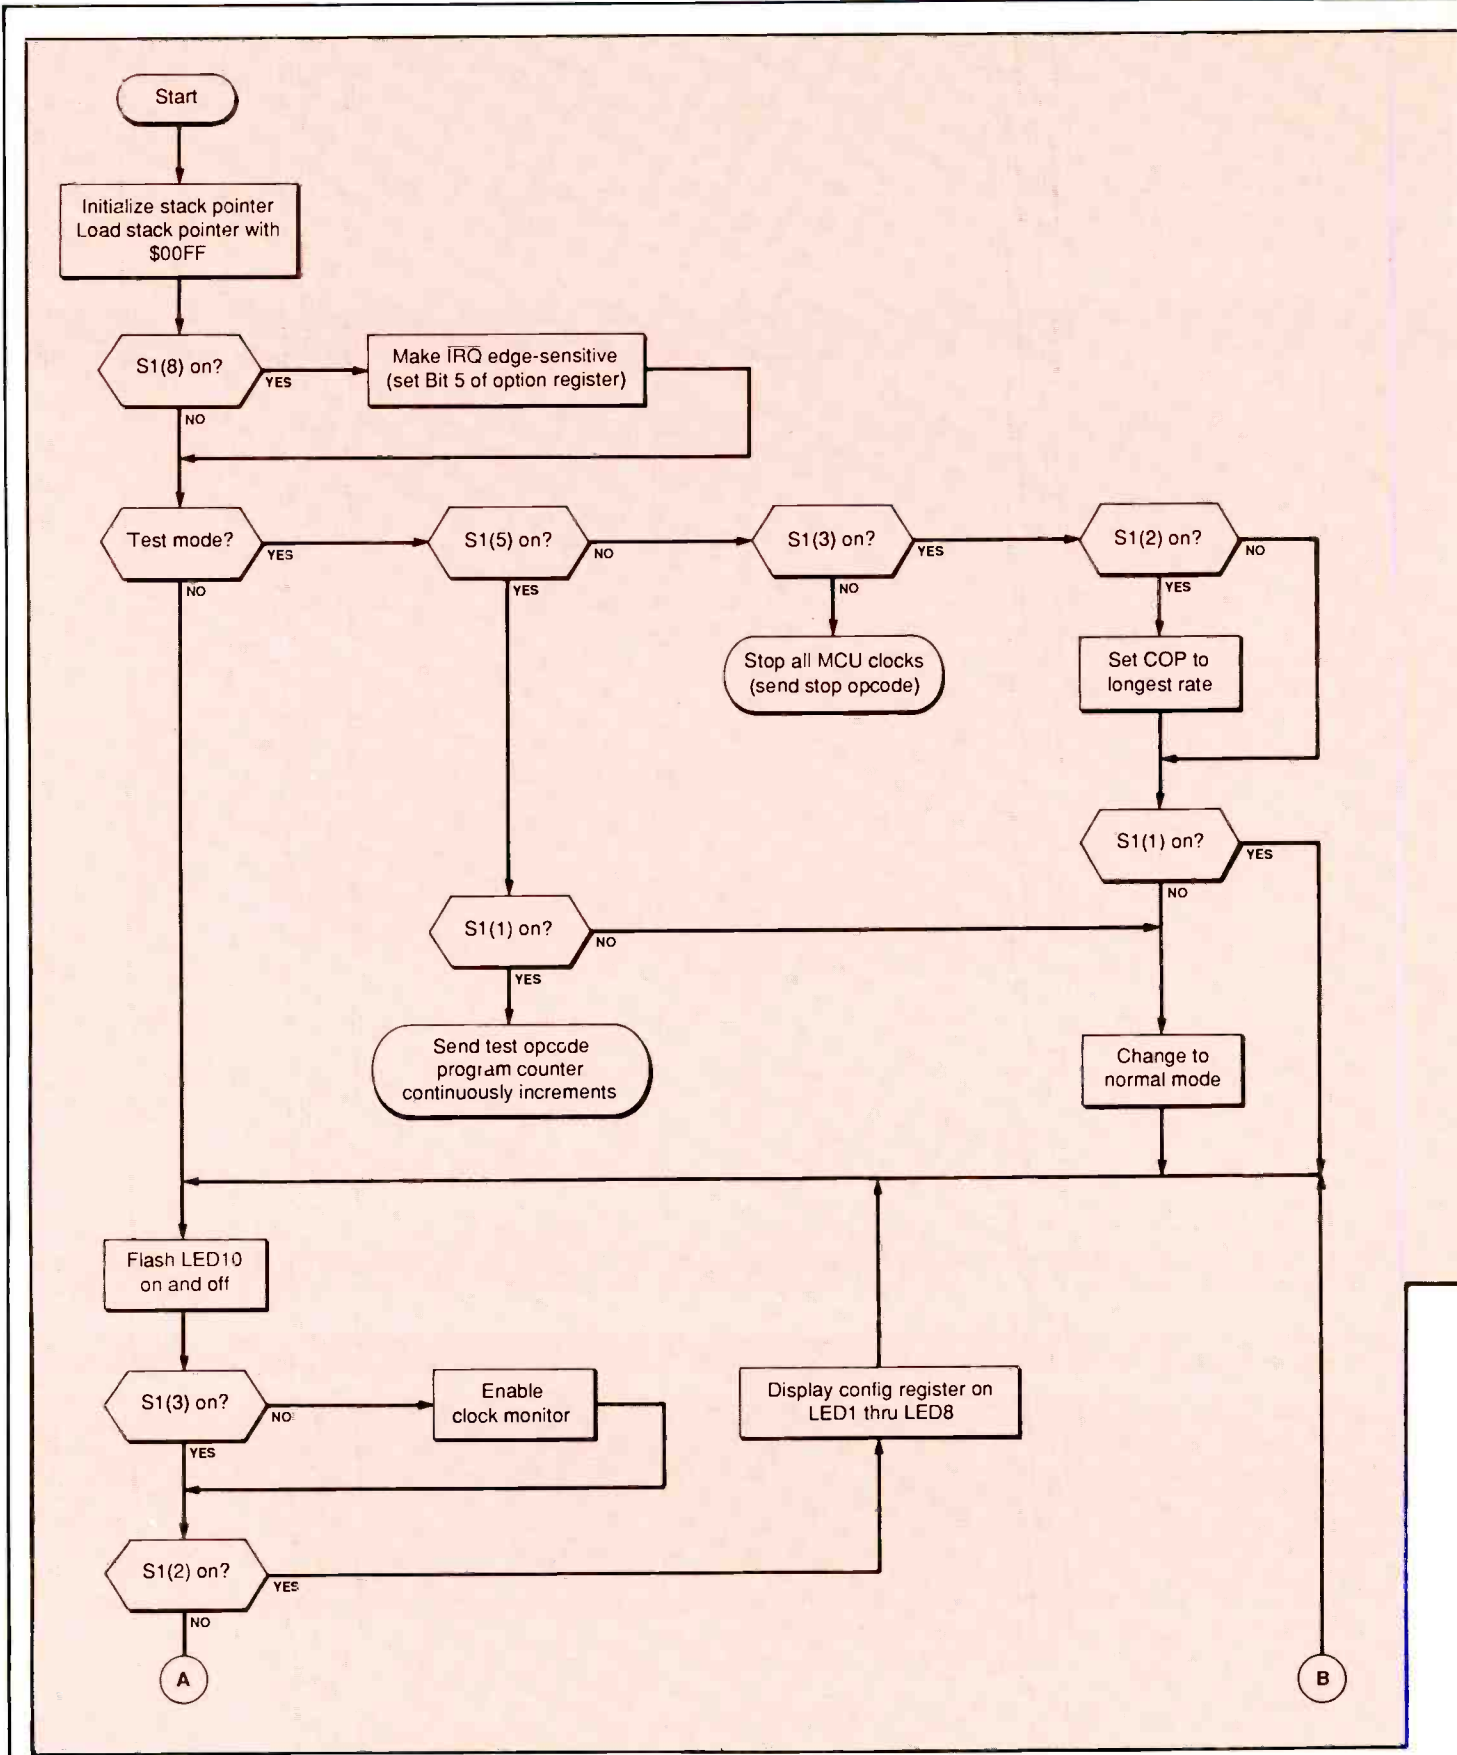 Start
Initialize stack pointer
Load stack pointer with
$00FF
S1(8) on?
YES
Make IRQ edge-sensitive
(set Bit 5 of option register)
NO
Test mode?
YES
S1(5) on?
NO
S1(3) on?
YES
S1(2) on?
NO
NO
YES
NO
YES
Stop all MCU clocks
(send stop opcode)
Set COP to
longest rate
S1(1) on?
YES
NO
S1(1) on?
NO
YES
Send test opcode
program counter
continuously increments
Change to
normal mode
Flash LED10
on and off
S1(3) on?
NO
Enable
clock monitor
Display config register on
LED1 thru LED8
YES
S1(2) on?
YES
NO
A
B